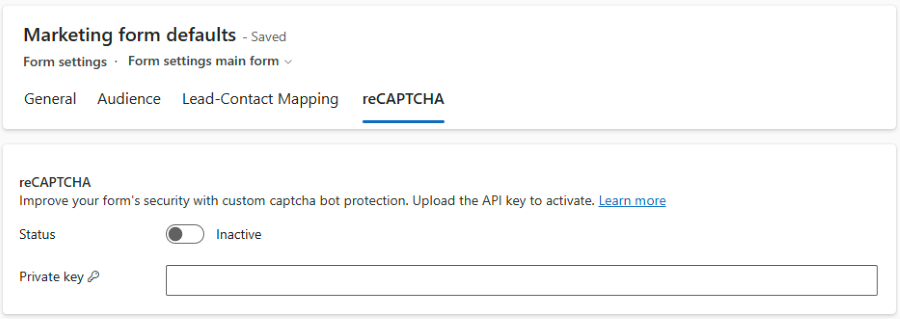 Marketing form defaults - Saved
Form settings · Form settings main form
General Audience Lead-Contact Mapping reCAPTCHA
reCAPTCHA
Improve your form's security with custom captcha bot protection. Upload the API key to activate. Learn more
Status Inactive
Private key